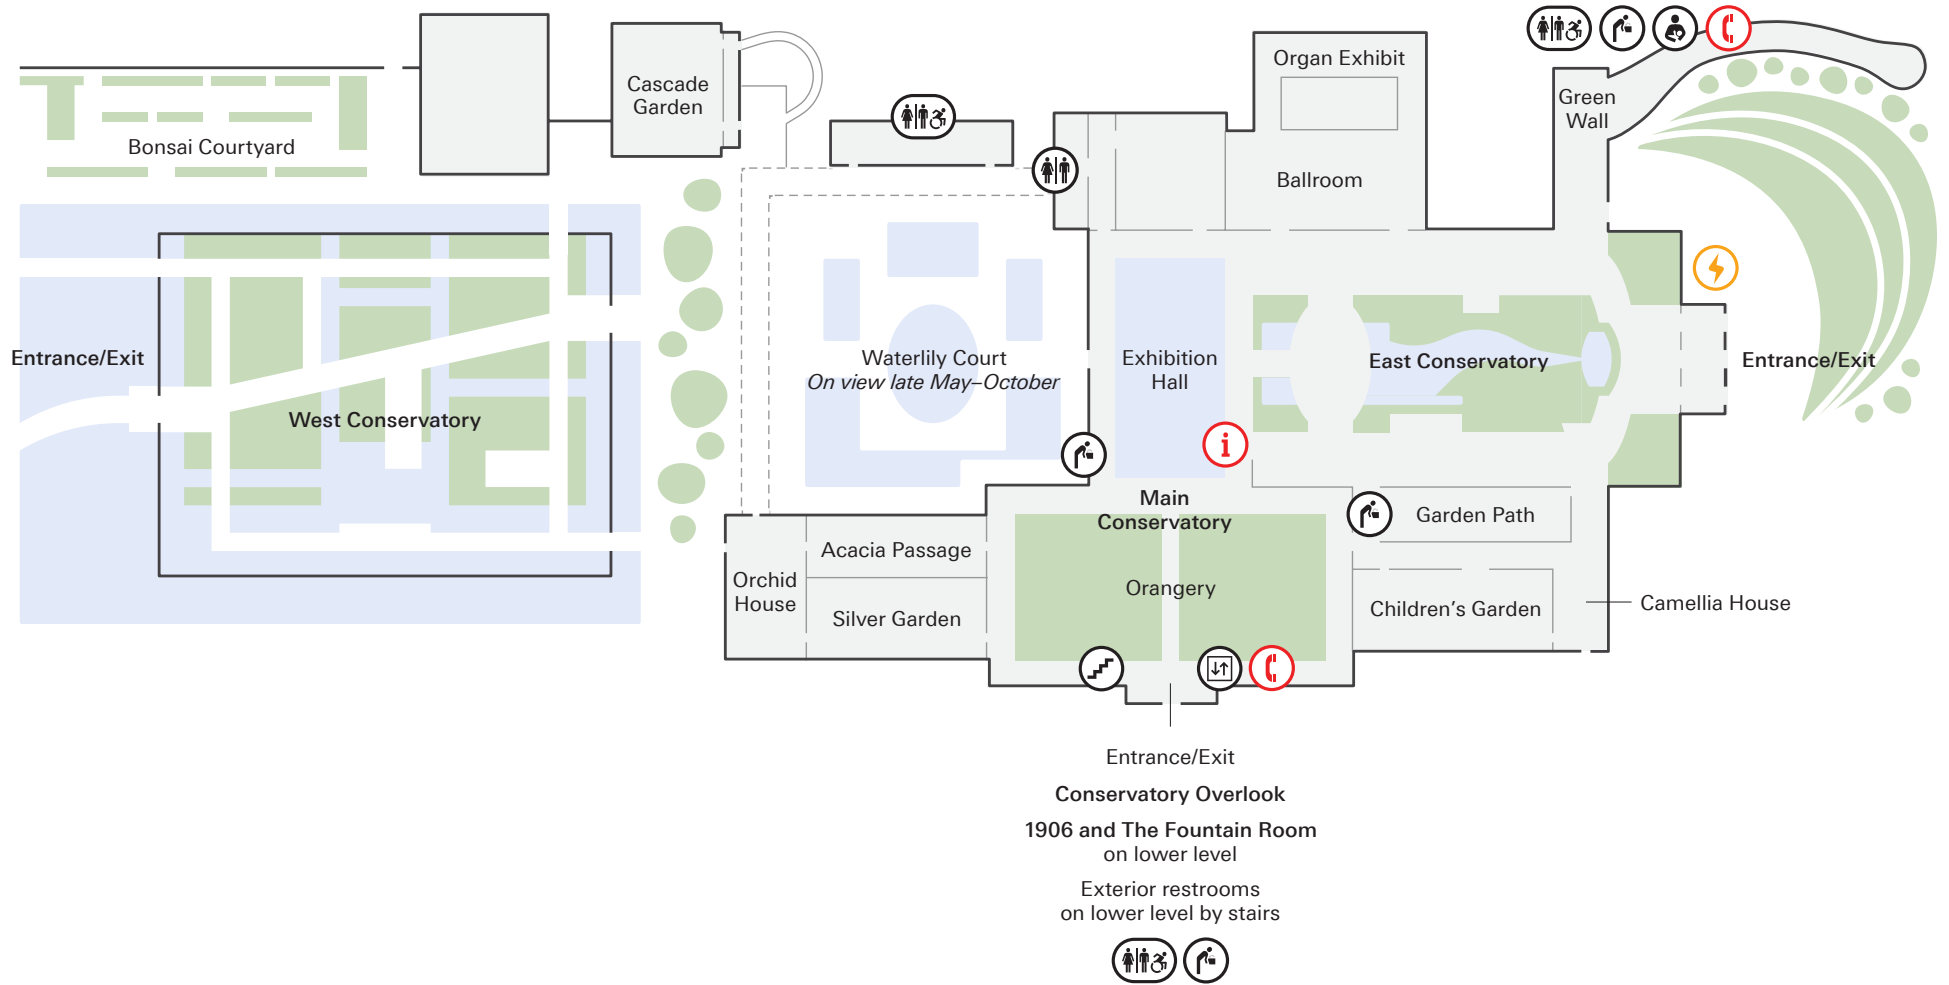 Cascade
Garden
Bonsai Courtyard
Organ Exhibit
Ballroom
Green
Wall
Entrance/Exit
West Conservatory
Waterlily Court
On view late May–October
Exhibition
Hall
i
East Conservatory
Entrance/Exit
Main
Conservatory
Garden Path
Acacia Passage
Orchid
House
Silver Garden
Orangery
Children's Garden
Camellia House
Entrance/Exit
Conservatory Overlook
1906 and The Fountain Room
on lower level
Exterior restrooms
on lower level by stairs